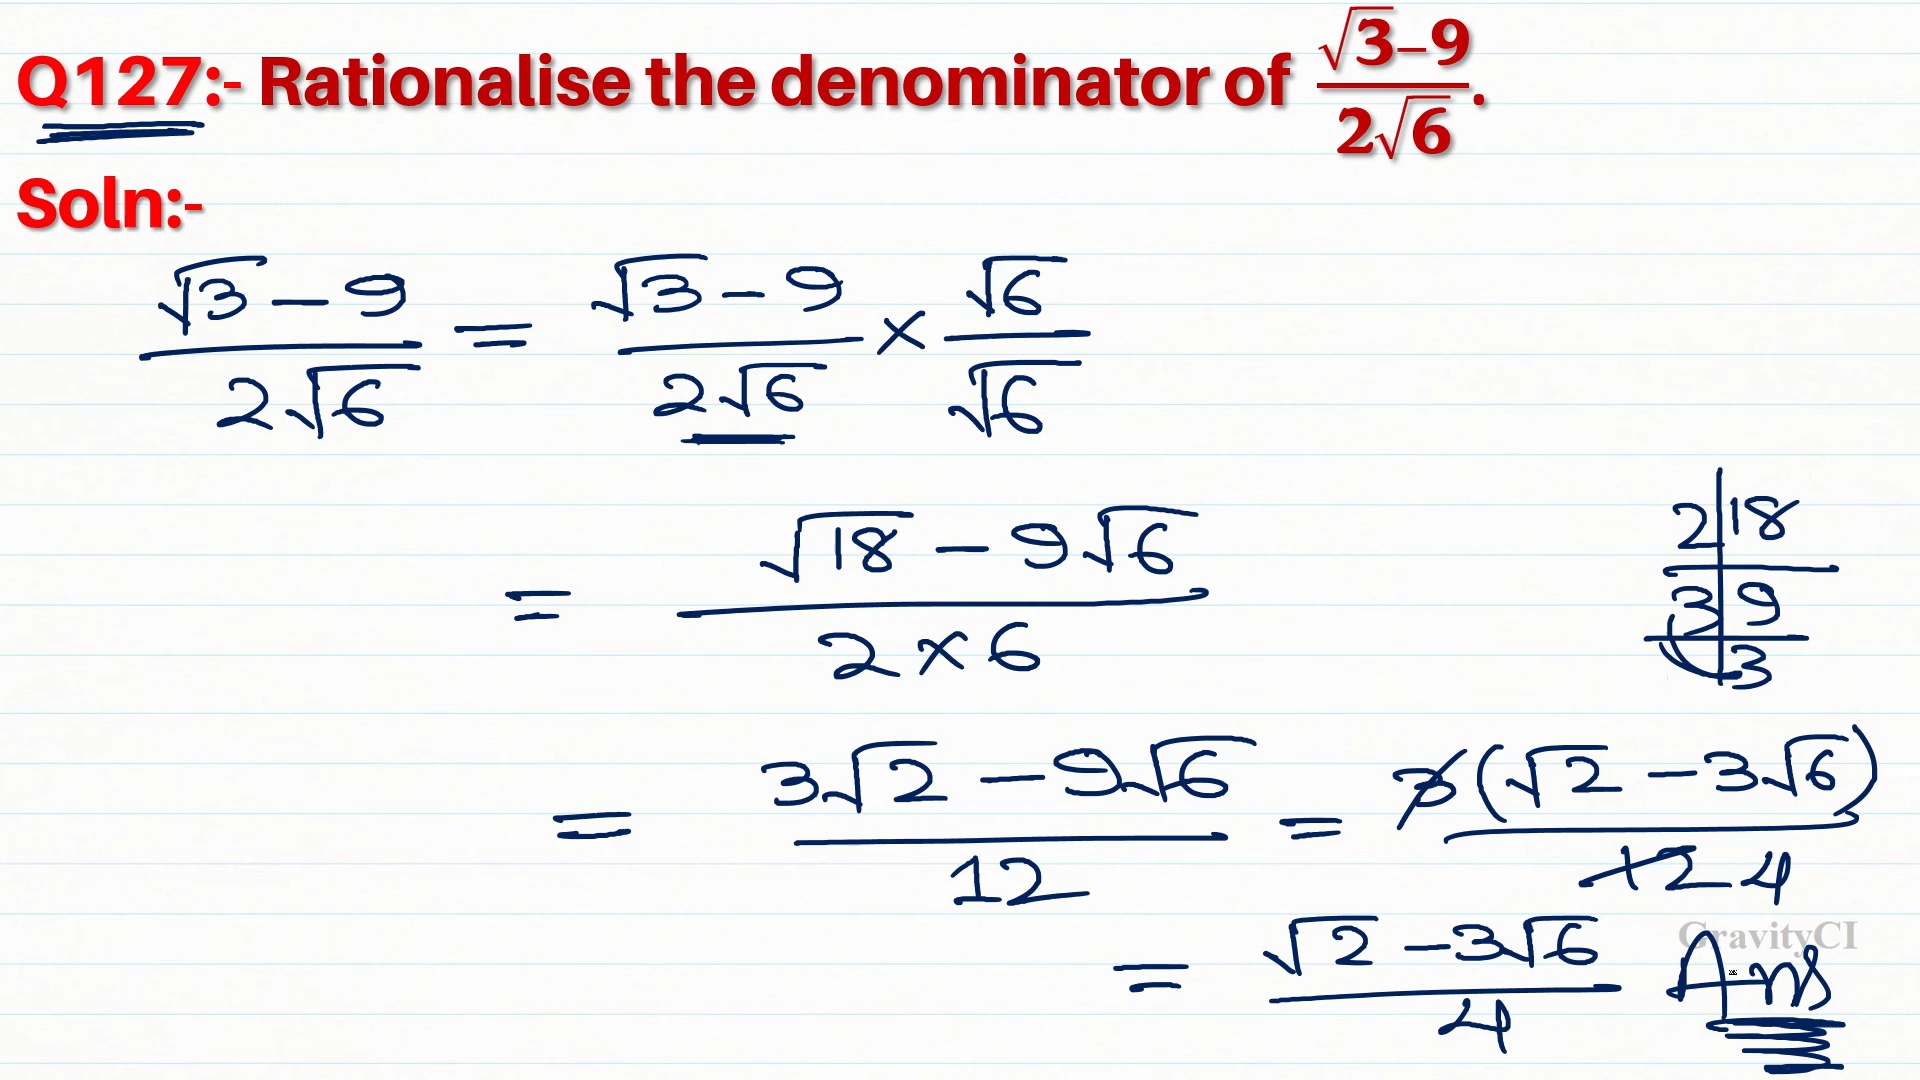 Q127:- Rationalise the denominator of (√3–9)/(2√6).
Soln:-
(√3 – 9)/(2√6) = (√3 – 9)/(2√6) × √6/√6
= (√18 – 9√6)/(2 × 6)
2|18
3|9
3
= (3√2 – 9√6)/12 = 3(√2 – 3√6)/12 4
= (√2 – 3√6)/4 Ans
GravityCI